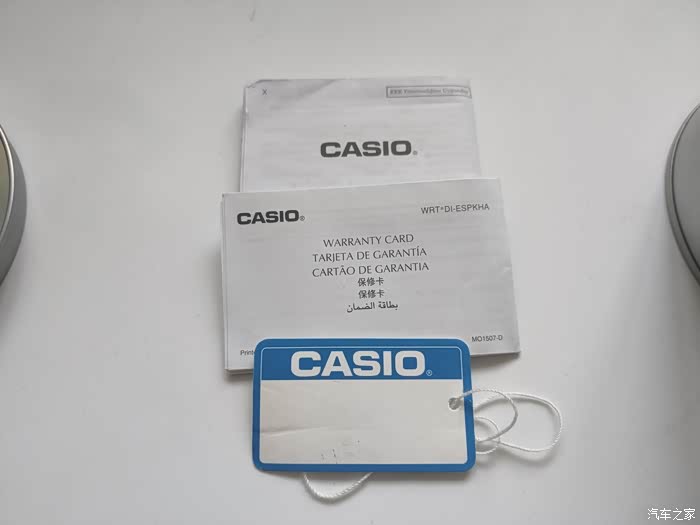 X
CASIO®
CASIO®
WRT*DI-ESPKHA
WARRANTY CARD
TARJETA DE GARANTÍA
CARTÃO DE GARANTIA
保修卡
保修卡
بطاقة الضمان
MO1507-D
CASIO®
汽车之家